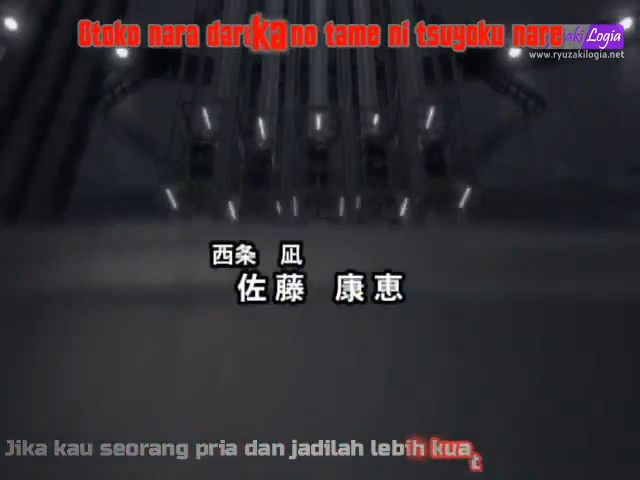 Otoko nara dareka no tame ni tsuyoku nare
Logia
www.ryuzakilogia.net
西条 凪
佐藤 康恵
Jika kau seorang pria dan jadilah lebih kuat